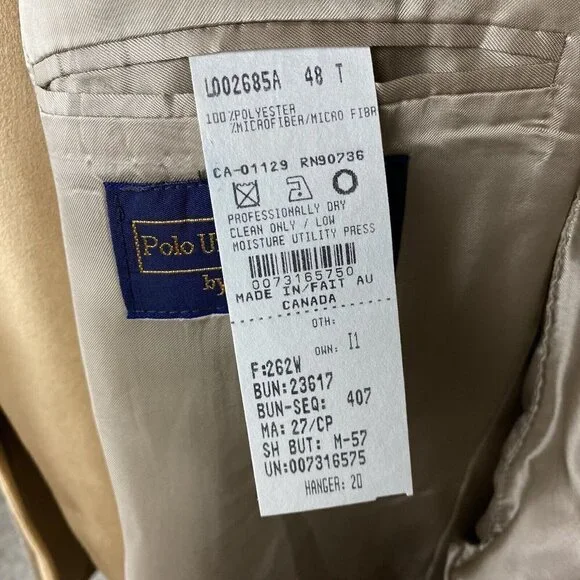 L002685A 48 T
100%POLYESTER
%MICROFIBER/MICRO FIBR
CA-01129 RN90736
PROFESSIONALLY DRY
CLEAN ONLY / LOW
MOISTURE UTILITY PRESS
0073165750
MADE IN/FAIT AU
CANADA
OTH:
OWN: I1
F:262W
BUN:23617
BUN-SEQ: 407
MA: 27/CP
SH BUT: M-57
UN:007316575
HANGER: 20
Polo U
by